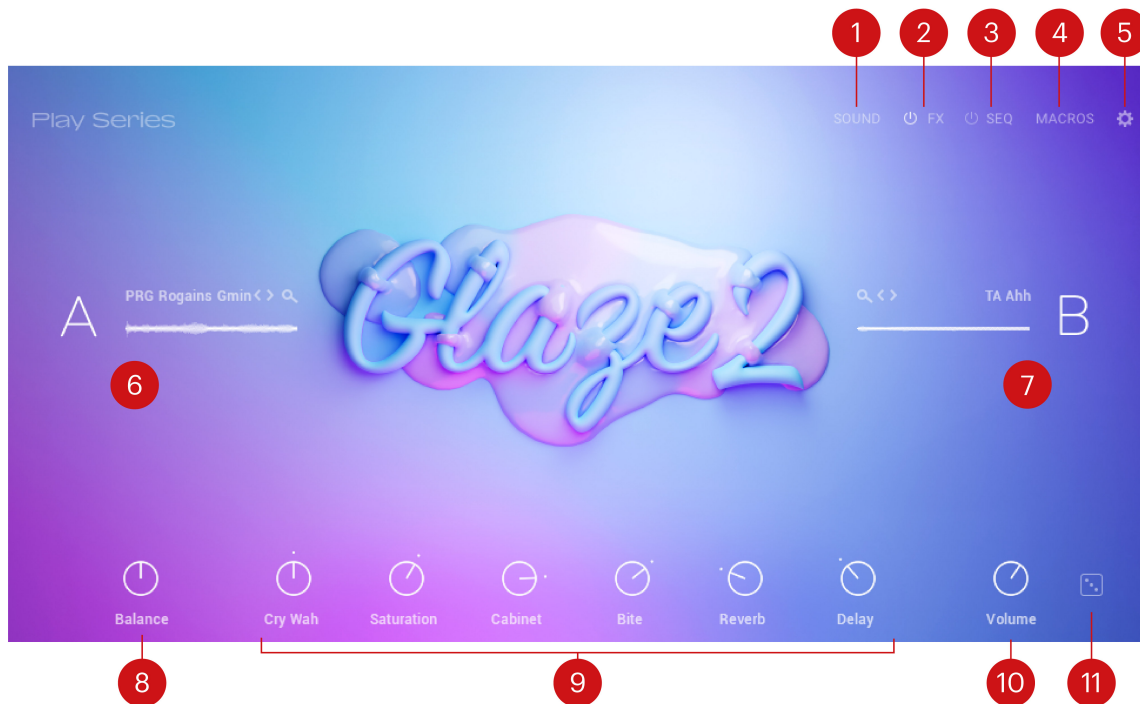 1 2 3 4 5
Play Series
SOUND FX SEQ MACROS
Glaze 2
A PRG Rogains Gmin TA Ahh B
6 7
Balance Cry Wah Saturation Cabinet Bite Reverb Delay Volume
8 9 10 11